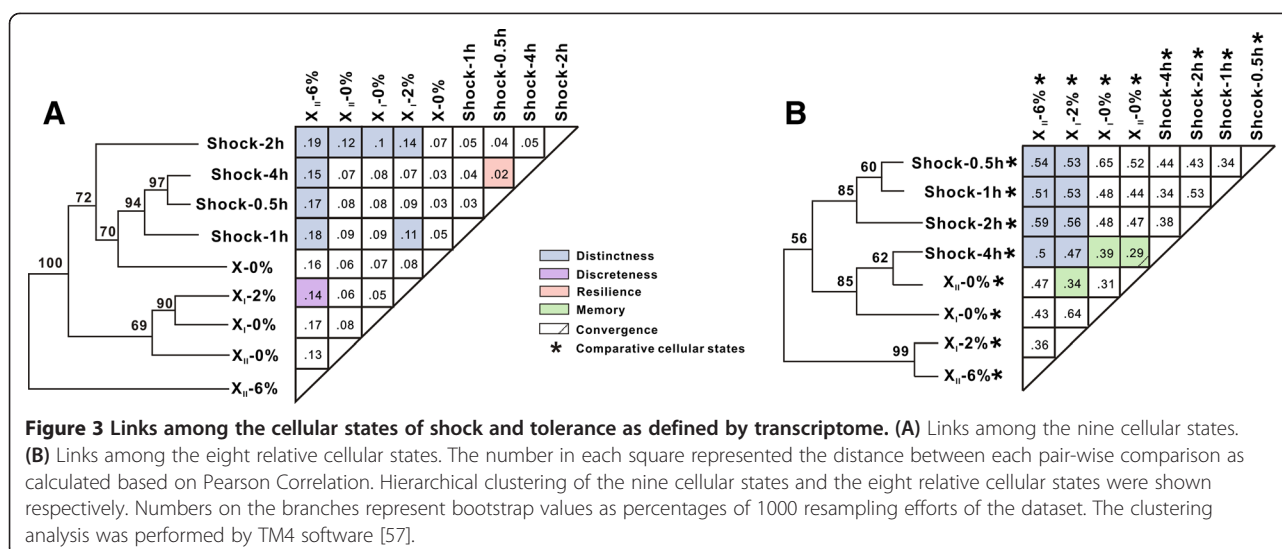 A
X_II-6% X_II-0% X_I-0% X_I-2% X-0% Shock-1h Shock-0.5h Shock-4h Shock-2h
Shock-2h .19 .12 .1 .14 .07 .05 .04 .05
Shock-4h .15 .07 .08 .07 .03 .04 .02
Shock-0.5h .17 .08 .08 .09 .03 .03
Shock-1h .18 .09 .09 .11 .05
X-0% .16 .06 .07 .08
X_I-2% .14 .06 .05
X_I-0% .17 .08
X_II-0% .13
X_II-6%
97
72
94
70
100
90
69
Distinctness
Discreteness
Resilience
Memory
Convergence
* Comparative cellular states
B
X_II-6%* X_I-2%* X_I-0%* X_II-0%* Shock-4h* Shock-2h* Shock-1h* Shcok-0.5h*
Shock-0.5h* .54 .53 .65 .52 .44 .43 .34
Shock-1h* .51 .53 .48 .44 .34 .53
Shock-2h* .59 .56 .48 .47 .38
Shock-4h* .5 .47 .39 .29
X_II-0%* .47 .34 .31
X_I-0%* .43 .64
X_I-2%* .36
X_II-6%*
60
85
56
62
85
99
Figure 3 Links among the cellular states of shock and tolerance as defined by transcriptome. (A) Links among the nine cellular states.
(B) Links among the eight relative cellular states. The number in each square represented the distance between each pair-wise comparison as
calculated based on Pearson Correlation. Hierarchical clustering of the nine cellular states and the eight relative cellular states were shown
respectively. Numbers on the branches represent bootstrap values as percentages of 1000 resampling efforts of the dataset. The clustering
analysis was performed by TM4 software [57].